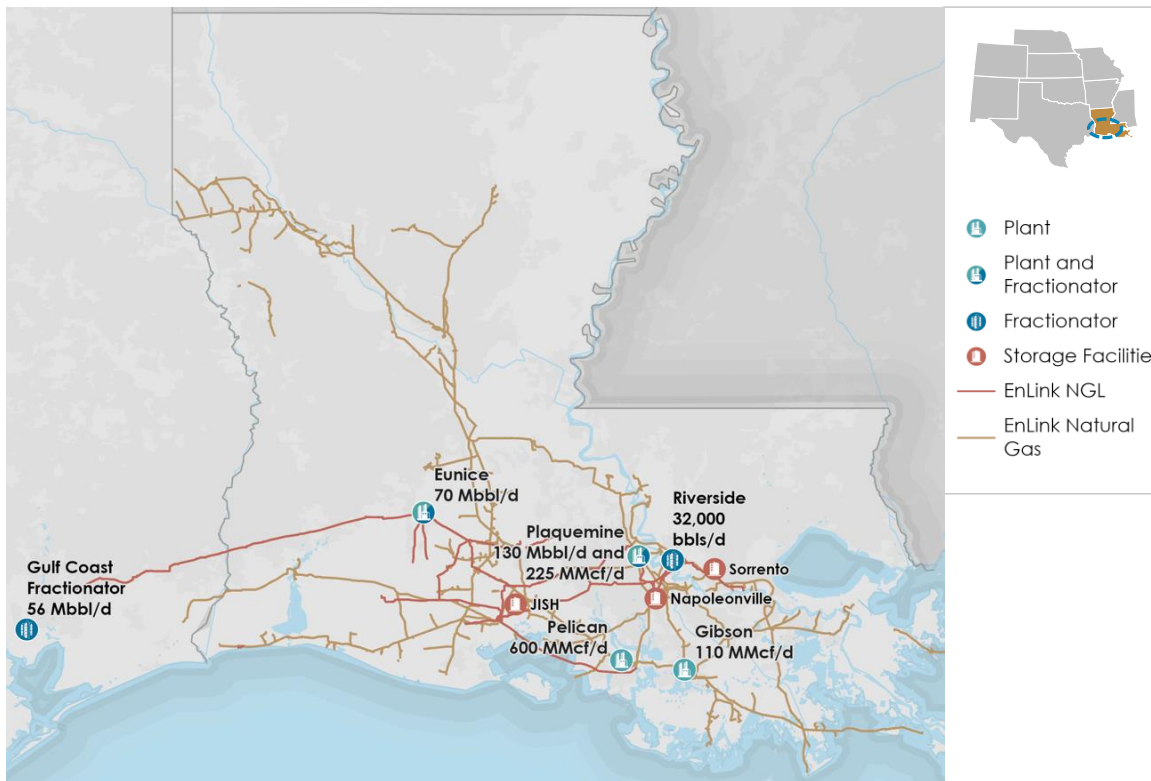 Eunice
70 Mbbl/d
Riverside
32,000
bbls/d
Plaquemine
130 Mbbl/d and
225 MMcf/d
Gulf Coast
Fractionator
56 Mbbl/d
Sorrento
Napoleonville
JISH
Pelican
600 MMcf/d
Gibson
110 MMcf/d
Plant
Plant and
Fractionator
Fractionator
Storage Facilitie
EnLink NGL
EnLink Natural
Gas